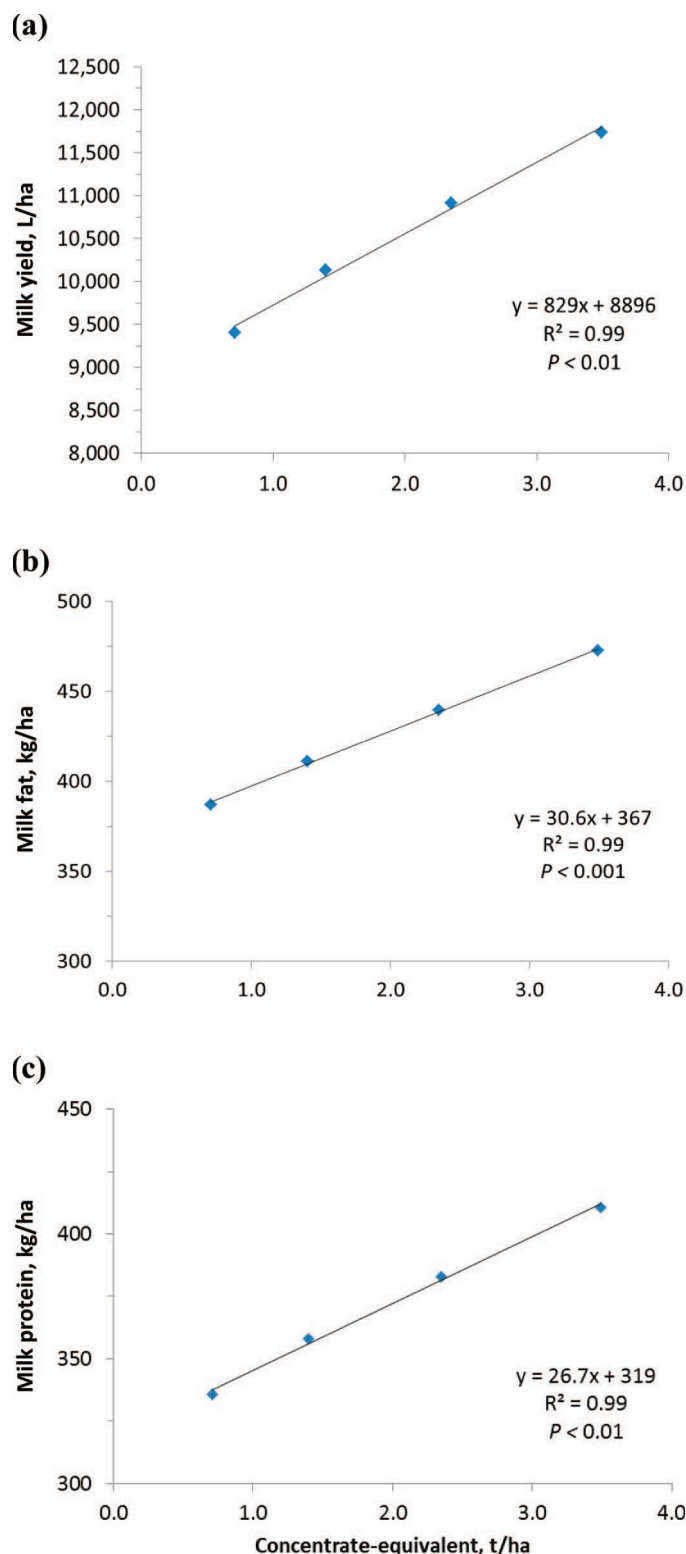 (a)
12,500
12,000
11,500
11,000
10,500
10,000
9,500
9,000
8,500
8,000
Milk yield, L/ha
y = 829x + 8896
R² = 0.99
P < 0.01
0.0 1.0 2.0 3.0 4.0
(b)
500
450
400
350
300
Milk fat, kg/ha
y = 30.6x + 367
R² = 0.99
P < 0.001
0.0 1.0 2.0 3.0 4.0
(c)
450
400
350
300
Milk protein, kg/ha
y = 26.7x + 319
R² = 0.99
P < 0.01
0.0 1.0 2.0 3.0 4.0
Concentrate-equivalent, t/ha